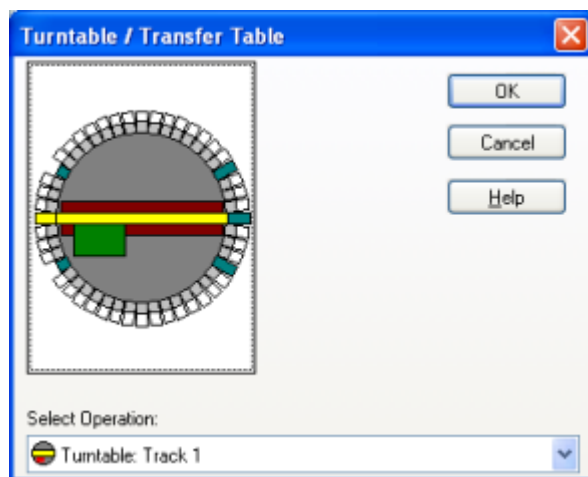 Turntable / Transfer Table
OK
Cancel
Help
Select Operation:
Turntable: Track 1